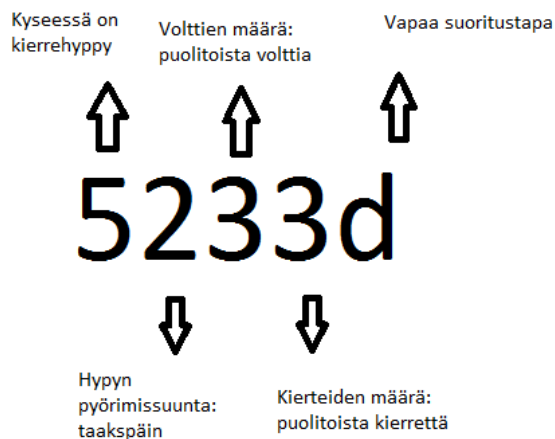 Kyseessä on
kierrehyppy
Volttien määrä:
puolitoista volttia
Vapaa suoritustapa
5233d
Hypyn
pyörimissuunta:
taakspäin
Kierteiden määrä:
puolitoista kierrettä